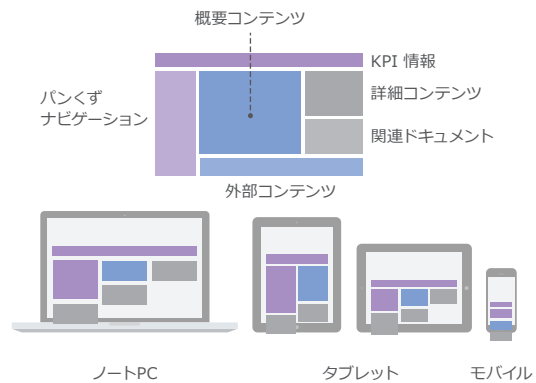 概要コンテンツ
KPI 情報
詳細コンテンツ
パンくず
ナビゲーション
関連ドキュメント
外部コンテンツ
ノートPC
タブレット
モバイル